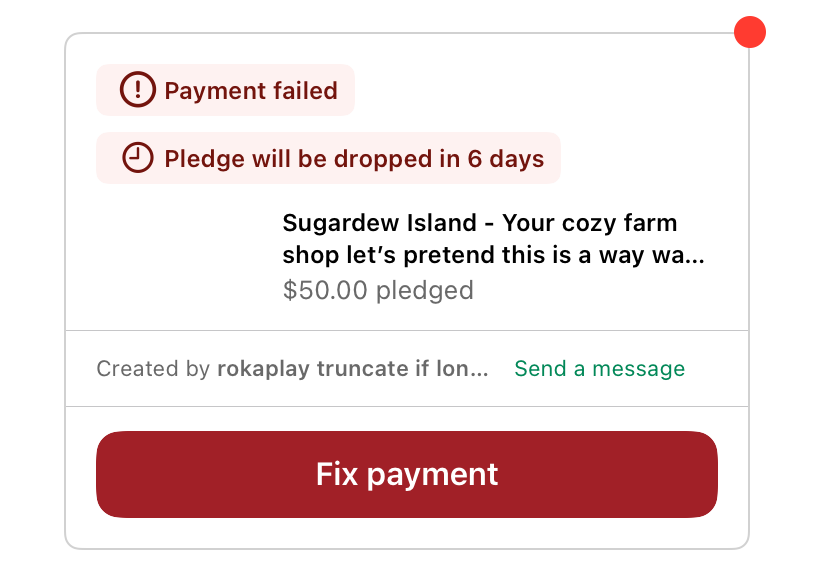 Payment failed
Pledge will be dropped in 6 days
Sugardew Island - Your cozy farm
shop let’s pretend this is a way wa...
$50.00 pledged
Created by rokaplay truncate if lon... Send a message
Fix payment